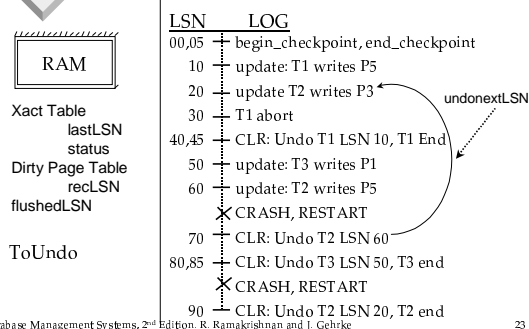 LSN LOG
00,05 begin_checkpoint, end_checkpoint
RAM
10 update: T1 writes P5
20 update T2 writes P3
undonextLSN
Xact Table
lastLSN
status
Dirty Page Table
recLSN
flushedLSN
ToUndo
30 T1 abort
40,45 CLR: Undo T1 LSN 10, T1 End
50 update: T3 writes P1
60 update: T2 writes P5
CRASH, RESTART
70 CLR: Undo T2 LSN 60
80,85 CLR: Undo T3 LSN 50, T3 end
CRASH, RESTART
90 CLR: Undo T2 LSN 20, T2 end
Management Systems, 2nd Edition. R. Ramakrishnan and J. Gehrke 23